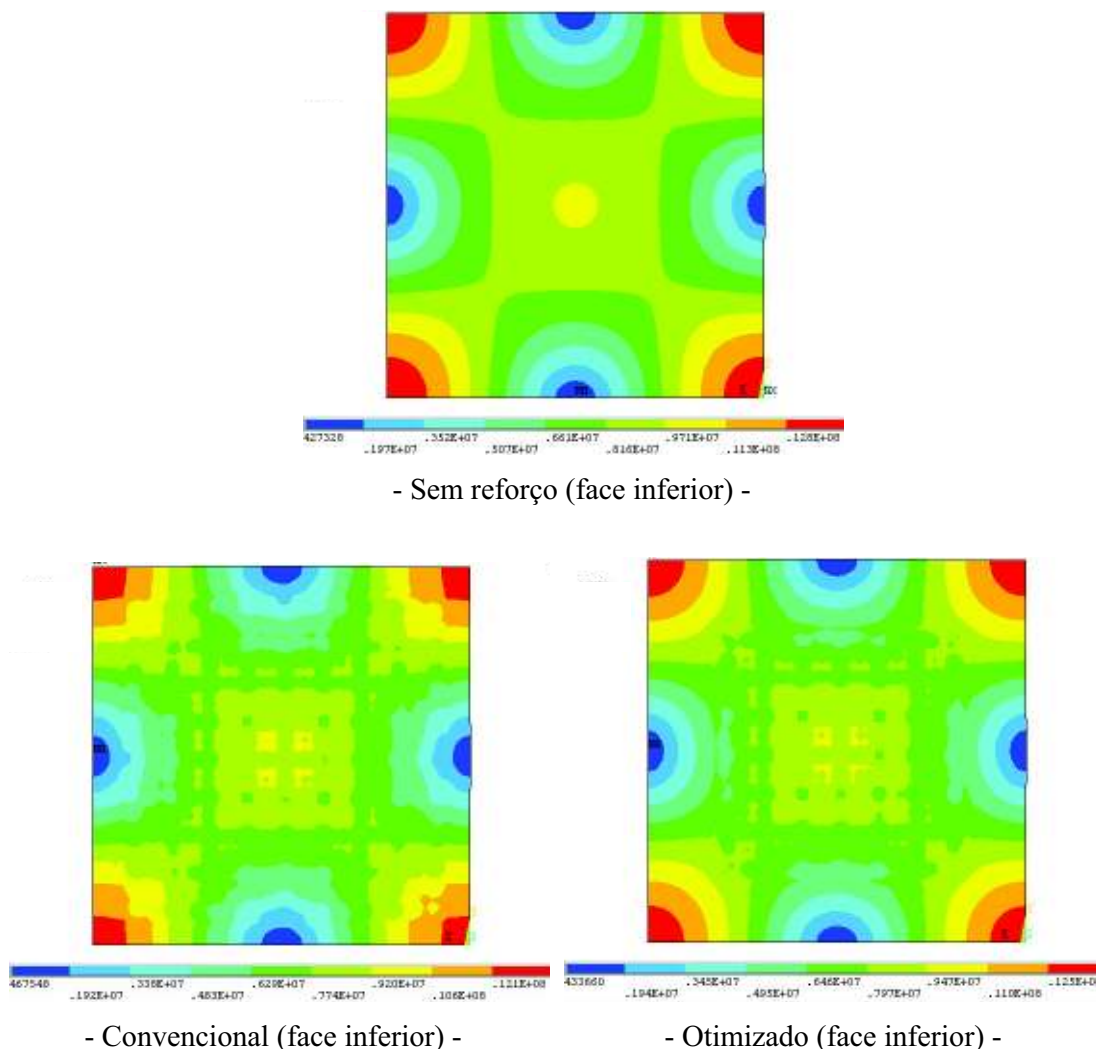 427328 .352E+07 .661E+07 .971E+07 .128E+08
.197E+07 .507E+07 .816E+07 .113E+08
- Sem reforço (face inferior) -
467548 .338E+07 .629E+07 .920E+07 .121E+08
.192E+07 .483E+07 .774E+07 .106E+08
- Convencional (face inferior) -
433660 .345E+07 .646E+07 .947E+07
.194E+07 .495E+07 .797E+07 .110E+08
- Otimizado (face inferior) -